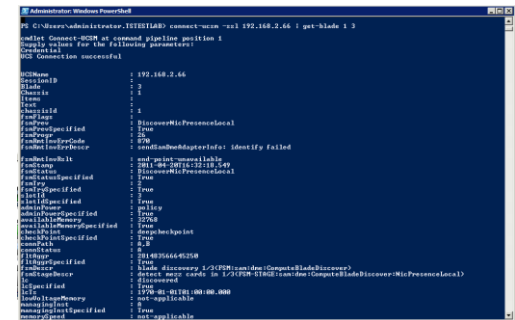 Administrator: Windows PowerShell
PS C:\Users\administrator.TSTESTLAB> connect-ucsm -ssl 192.168.2.66 | get-blade 1 3
cmdlet Connect-UCSM at command pipeline position 1
Supply values for the following parameters:
Credential
UCS Connection successful
UCSName : 192.168.2.66
SessionID :
Blade : 3
Chassis : 1
Items :
Text :
chassisId : 1
fsmFlags :
fsmPrev : DiscoverNicPresenceLocal
fsmPrevSpecified : True
fsmProgr : 26
fsmRmtInvErrCode : 870
fsmRmtInvErrDescr : sendSamDmeAdapterInfo: identify failed
fsmRmtInvRslt : end-point-unavailable
fsmStamp : 2011-04-20T16:32:18.549
fsmStatus : DiscoverNicPresenceLocal
fsmStatusSpecified : True
fsmTry : 2
fsmTrySpecified : True
slotId : 3
slotIdSpecified : True
adminPower : policy
adminPowerSpecified : True
availableMemory : 32768
availableMemorySpecified : True
checkPoint : deepcheckpoint
checkPointSpecified : True
connPath : A,B
connStatus : A
fltAggr : 281483566645250
fltAggrSpecified : True
fsmDescr : blade discovery 1/3(FSM:sam:dme:ComputeBladeDiscover)
fsmStageDescr : detect mezz cards in 1/3(FSM-STAGE:sam:dme:ComputeBladeDiscover:NicPresenceLocal)
lc : discovered
lcSpecified : True
lcTs : 1970-01-01T01:00:00.000
lowVoltageMemory : not-applicable
managingInst : A
managingInstSpecified : True
memorySpeed : not-applicable